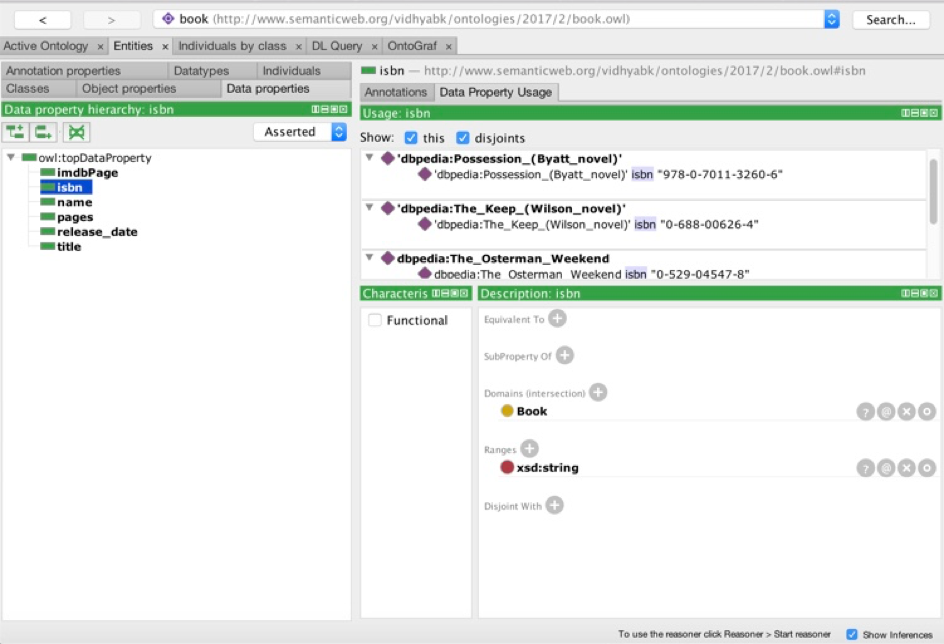 <
>
book (http://www.semanticweb.org/vidhyabk/ontologies/2017/2/book.owl)
Search...
Active Ontology × Entities × Individuals by class × DL Query × OntoGraf ×
Annotation properties Datatypes Individuals
Classes Object properties Data properties
Data property hierarchy: isbn
Asserted
owl:topDataProperty
imdbPage
isbn
name
pages
release_date
title
isbn — http://www.semanticweb.org/vidhyabk/ontologies/2017/2/book.owl#isbn
Annotations Data Property Usage
Usage: isbn
Show: this disjoints
'dbpedia:Possession_(Byatt_novel)'
'dbpedia:Possession_(Byatt_novel)' isbn "978-0-7011-3260-6"
'dbpedia:The_Keep_(Wilson_novel)'
'dbpedia:The_Keep_(Wilson_novel)' isbn "0-688-00626-4"
dbpedia:The_Osterman_Weekend
dbpedia:The_Osterman_Weekend isbn "0-529-04547-8"
Characteris
Functional
Description: isbn
Equivalent To +
SubProperty Of +
Domains (intersection) +
Book ? @ × o
Ranges +
xsd:string ? @ × o
Disjoint With +
To use the reasoner click Reasoner > Start reasoner Show Inferences